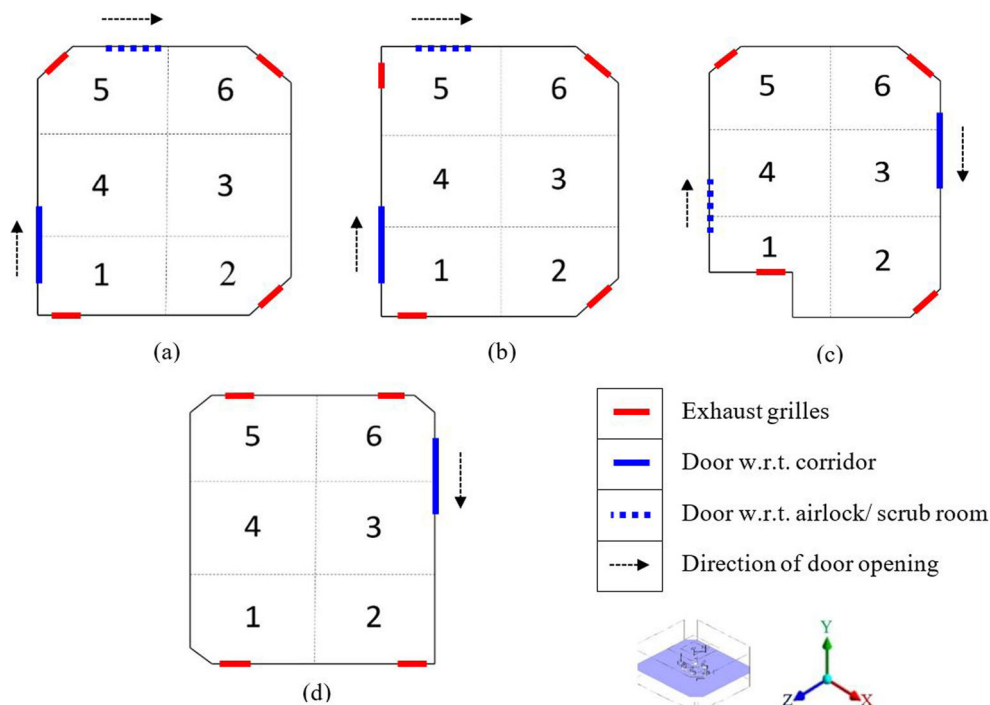 5 6
4 3
1 2
(a)
5 6
4 3
1 2
(b)
5 6
4 3
1 2
(c)
5 6
4 3
1 2
(d)
Exhaust grilles
Door w.r.t. corridor
Door w.r.t. airlock/ scrub room
Direction of door opening
Y
Z X